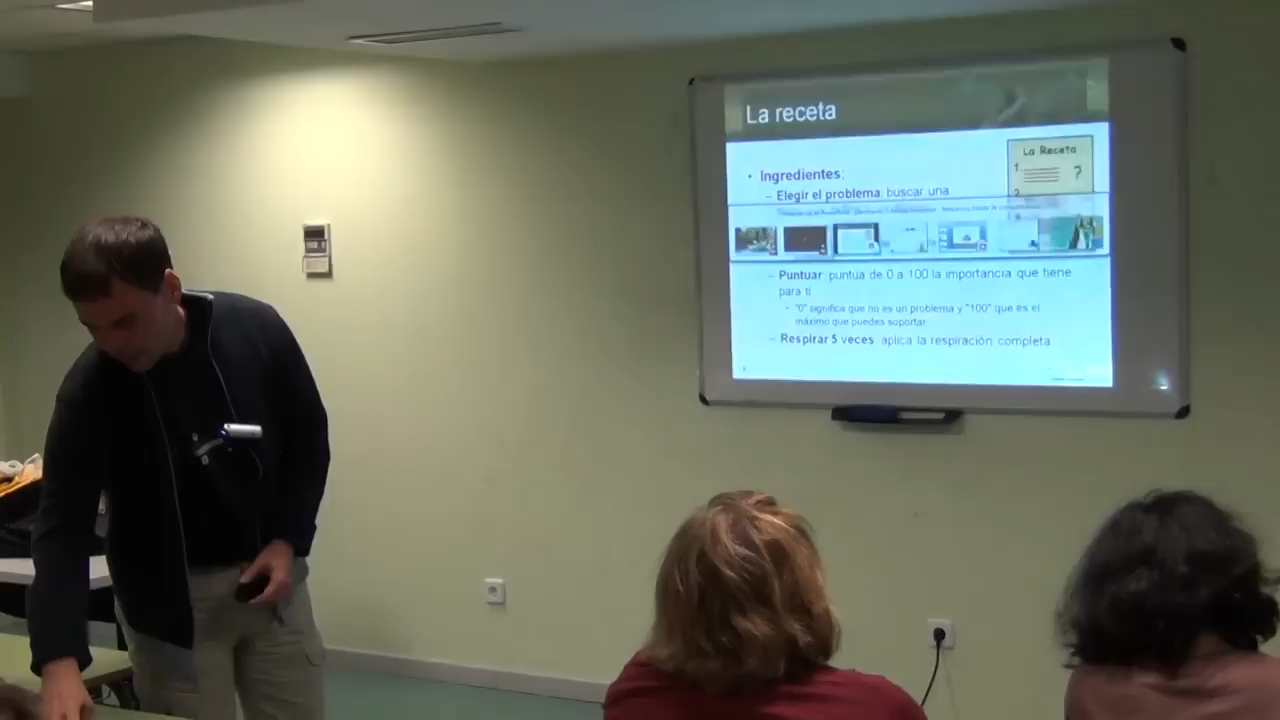 La receta
La Receta
1
?
2
• Ingredientes:
– Elegir el problema: buscar una
– Puntuar: puntúa de 0 a 100 la importancia que tiene
para ti
• "0" significa que no es un problema y "100" que es el
máximo que puedes soportar
– Respirar 5 veces: aplica la respiración completa